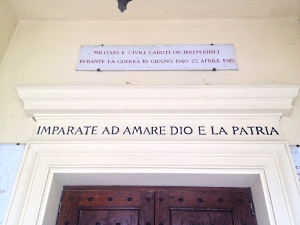 MILITARI E CIVILI CADUTI OD IRREPERIBILI
DURANTE LA GUERRA 10 GIUGNO 1940-25 APRILE 1945
IMPARATE AD AMARE DIO E LA PATRIA